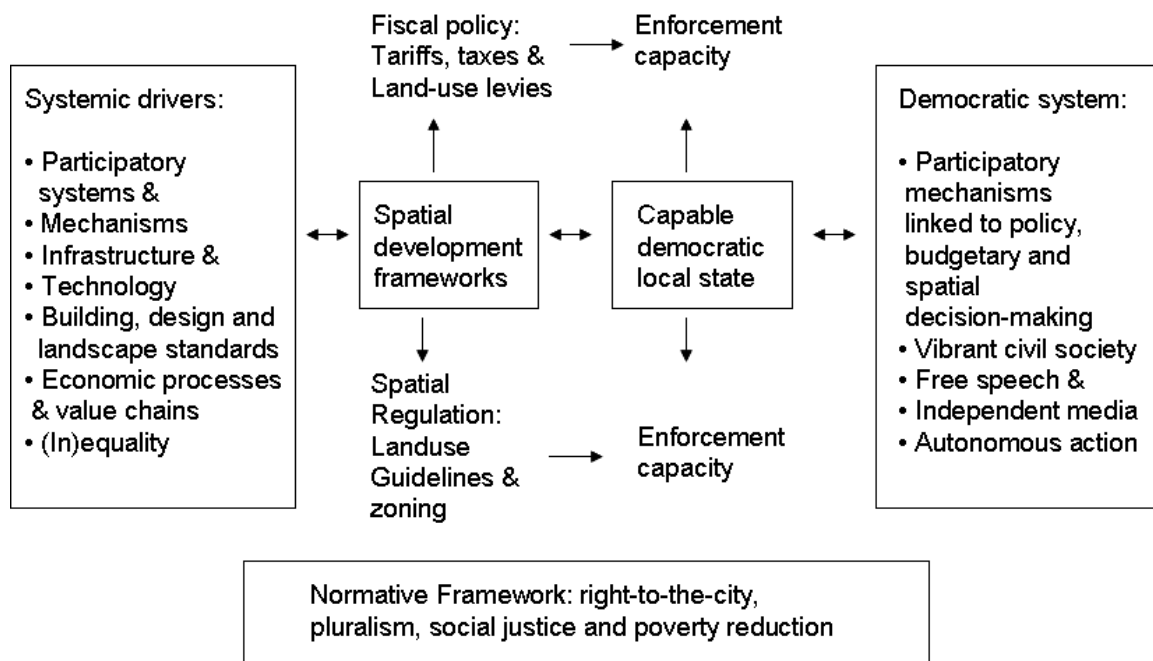 Fiscal policy:
Tariffs, taxes &
Land-use levies
Enforcement
capacity
Systemic drivers:
• Participatory
systems &
• Mechanisms
• Infrastructure &
• Technology
• Building, design and
landscape standards
• Economic processes
& value chains
• (In)equality
Spatial
development
frameworks
Capable
democratic
local state
Democratic system:
• Participatory
mechanisms
linked to policy,
budgetary and
spatial
decision-making
• Vibrant civil society
• Free speech &
• Independent media
• Autonomous action
Spatial
Regulation:
Landuse
Guidelines &
zoning
Enforcement
capacity
Normative Framework: right-to-the-city,
pluralism, social justice and poverty reduction